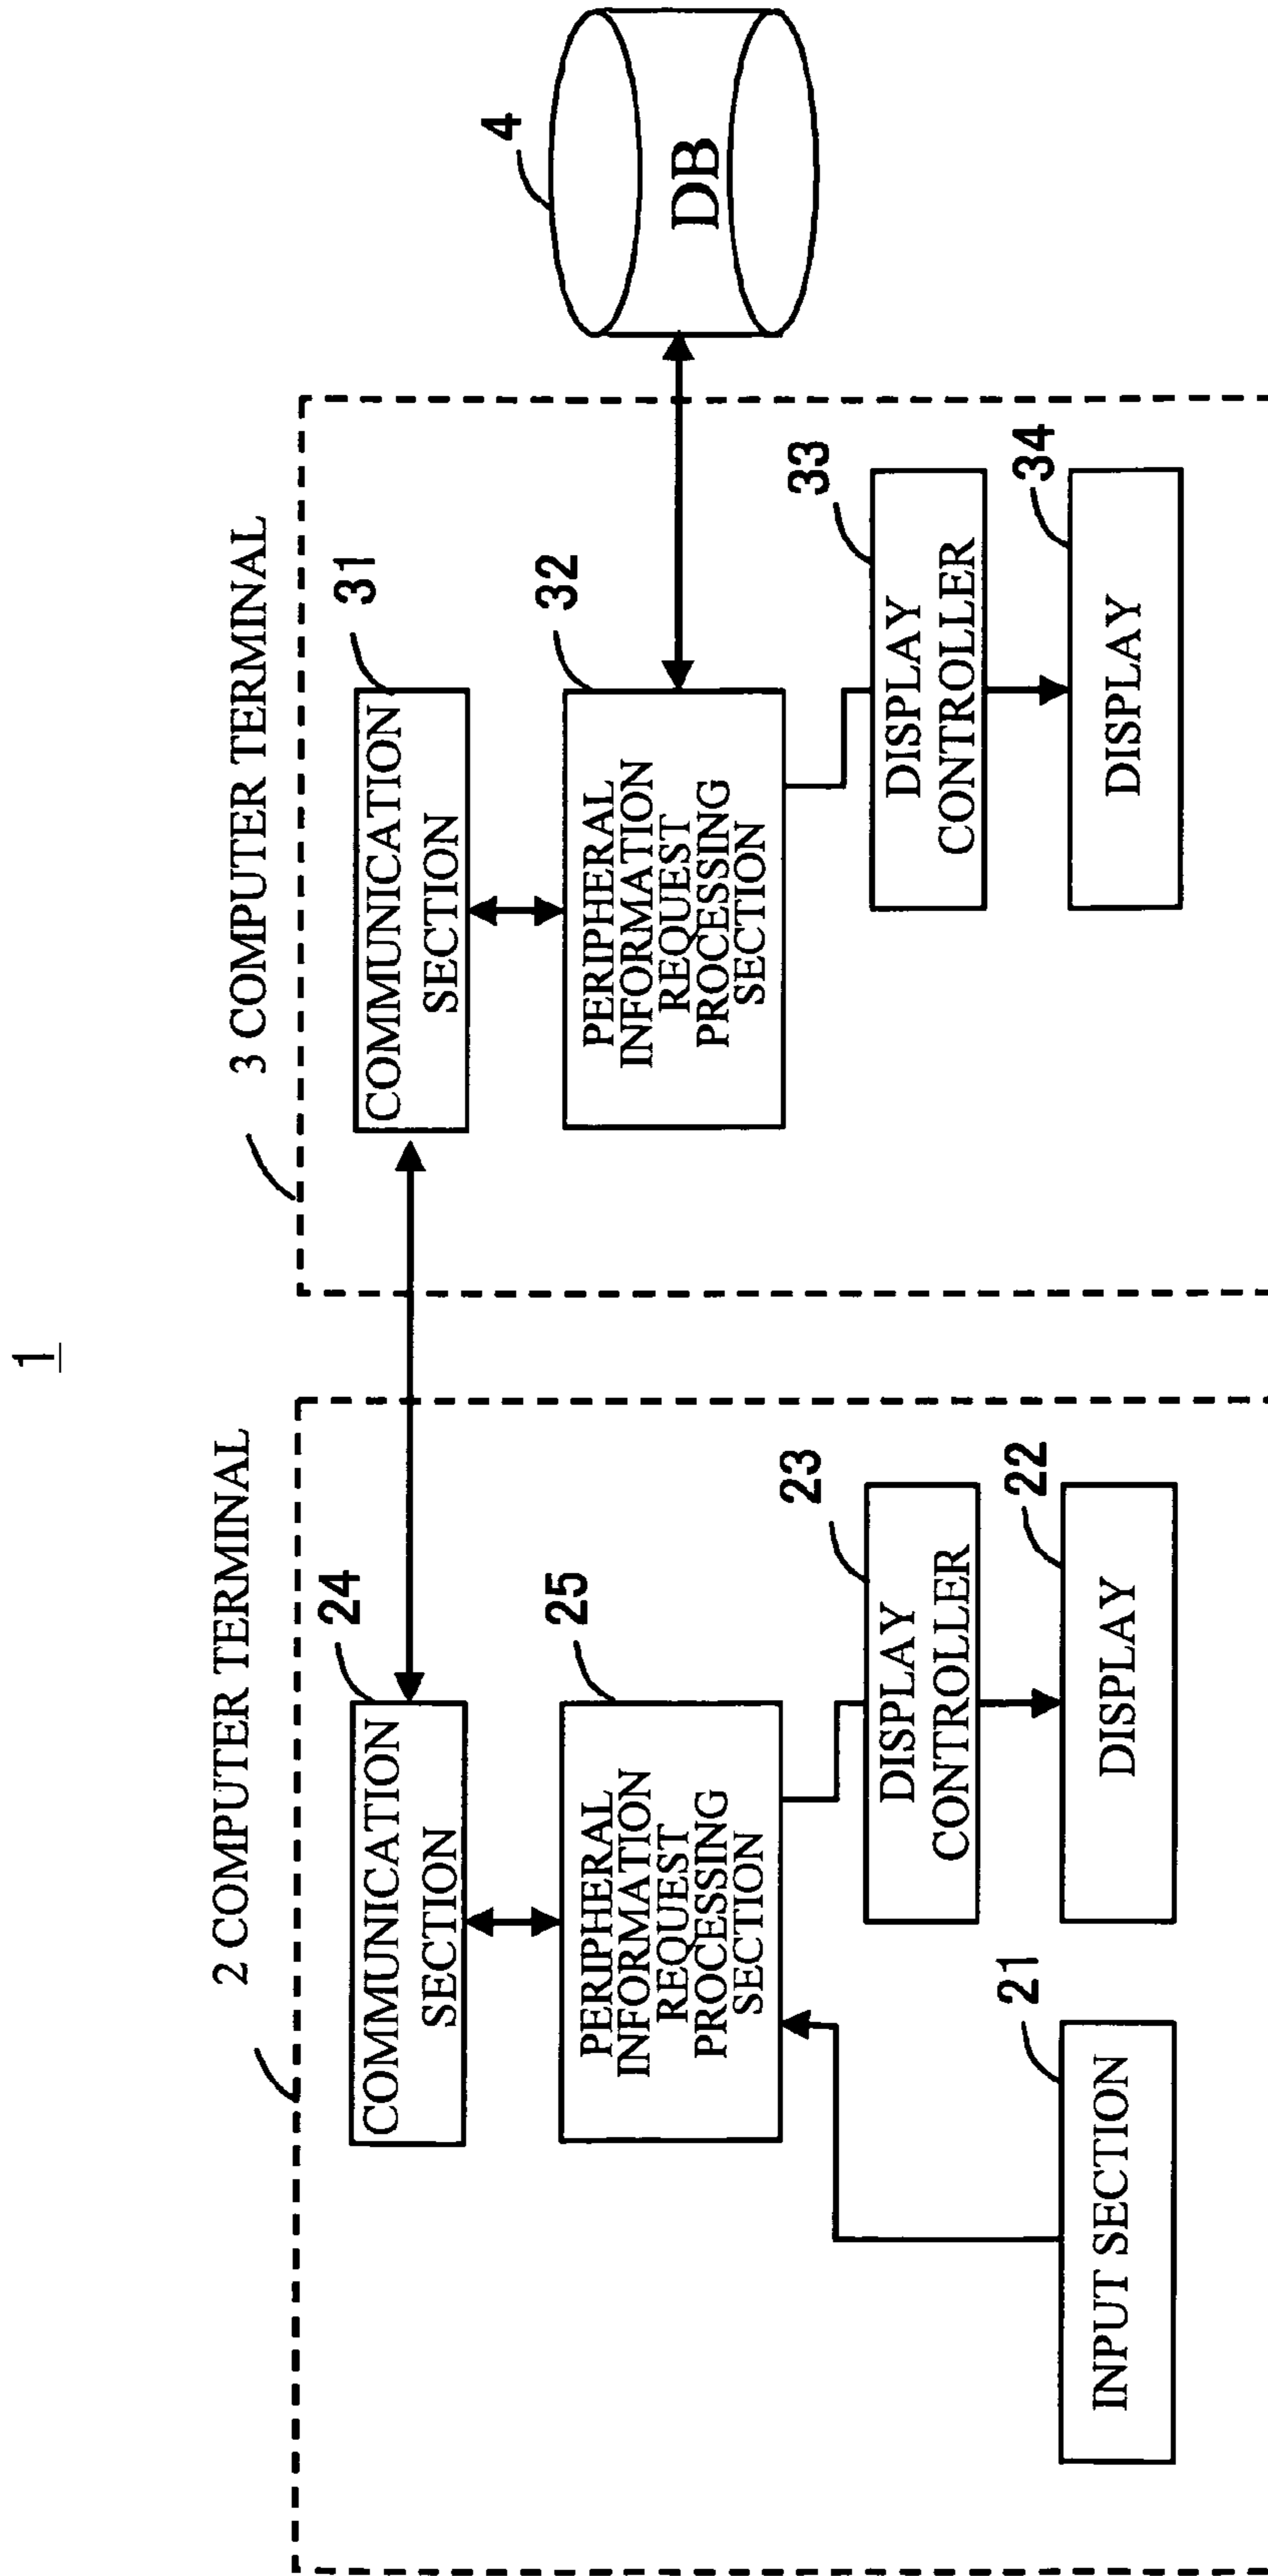 1
2 COMPUTER TERMINAL
24
COMMUNICATION
SECTION
25
PERIPHERAL
INFORMATION
REQUEST
PROCESSING
SECTION
23
DISPLAY
CONTROLLER
22
DISPLAY
21
INPUT SECTION
3 COMPUTER TERMINAL
31
COMMUNICATION
SECTION
32
PERIPHERAL
INFORMATION
REQUEST
PROCESSING
SECTION
33
DISPLAY
CONTROLLER
34
DISPLAY
4
DB